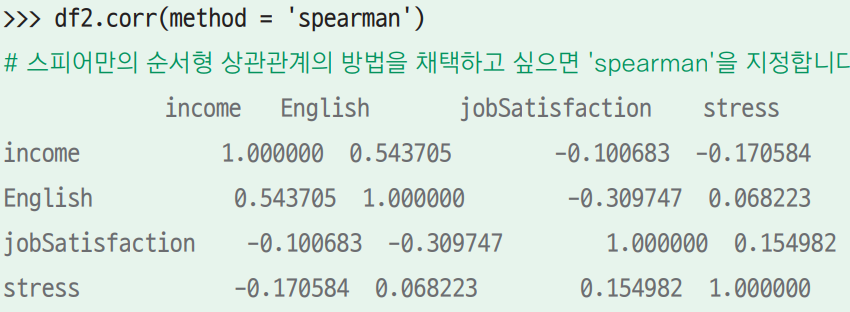 >>> df2.corr(method = 'spearman')
# 스피어만의 순서형 상관관계의 방법을 채택하고 싶으면 'spearman'을 지정합니다
income English jobSatisfaction stress
income 1.000000 0.543705 -0.100683 -0.170584
English 0.543705 1.000000 -0.309747 0.068223
jobSatisfaction -0.100683 -0.309747 1.000000 0.154982
stress -0.170584 0.068223 0.154982 1.000000